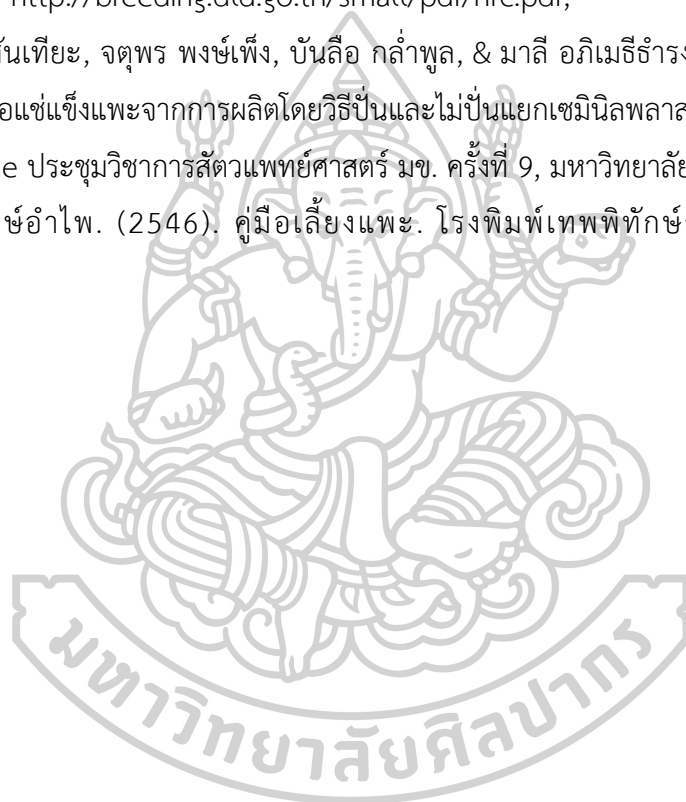 http://breeding.dld.go.th/small/pdf/nrc.pdf,
ันเทียะ, จตุพร พงษ์เพ็ง, บันลือ กล่ำพูล, & มาลี อภิเมธีธำรง
อแช่แข็งแพะจากการผลิตโดยวิธีปั่นและไม่ปั่นแยกเซมินิลพลาส
e ประชุมวิชาการสัตวแพทย์ศาสตร์ มข. ครั้งที่ 9, มหาวิทยาลัย
ษ์อำไพ. (2546). คู่มือเลี้ยงแพะ. โรงพิมพ์เทพพิทักษ์
มหาวิทยาลัยศิลปากร